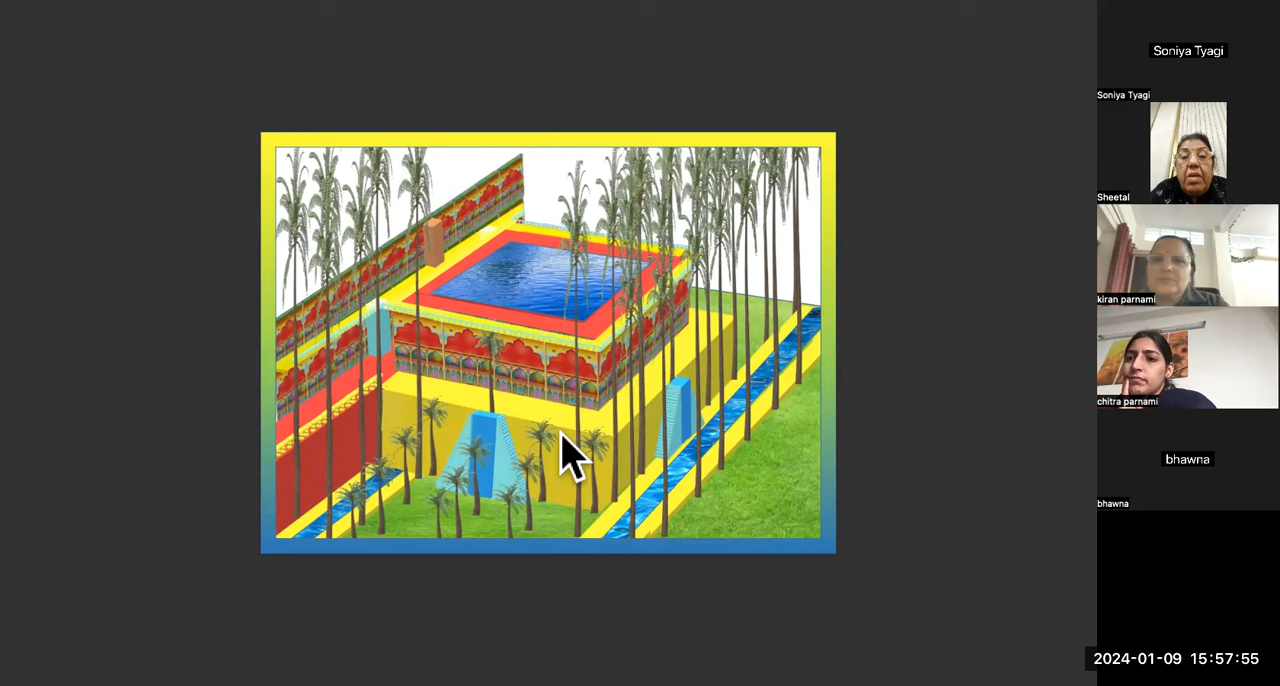 Soniya Tyagi
Soniya Tyagi
Sheetal
kiran parnami
chitra parnami
bhawna
bhawna
2024-01-09 15:57:55